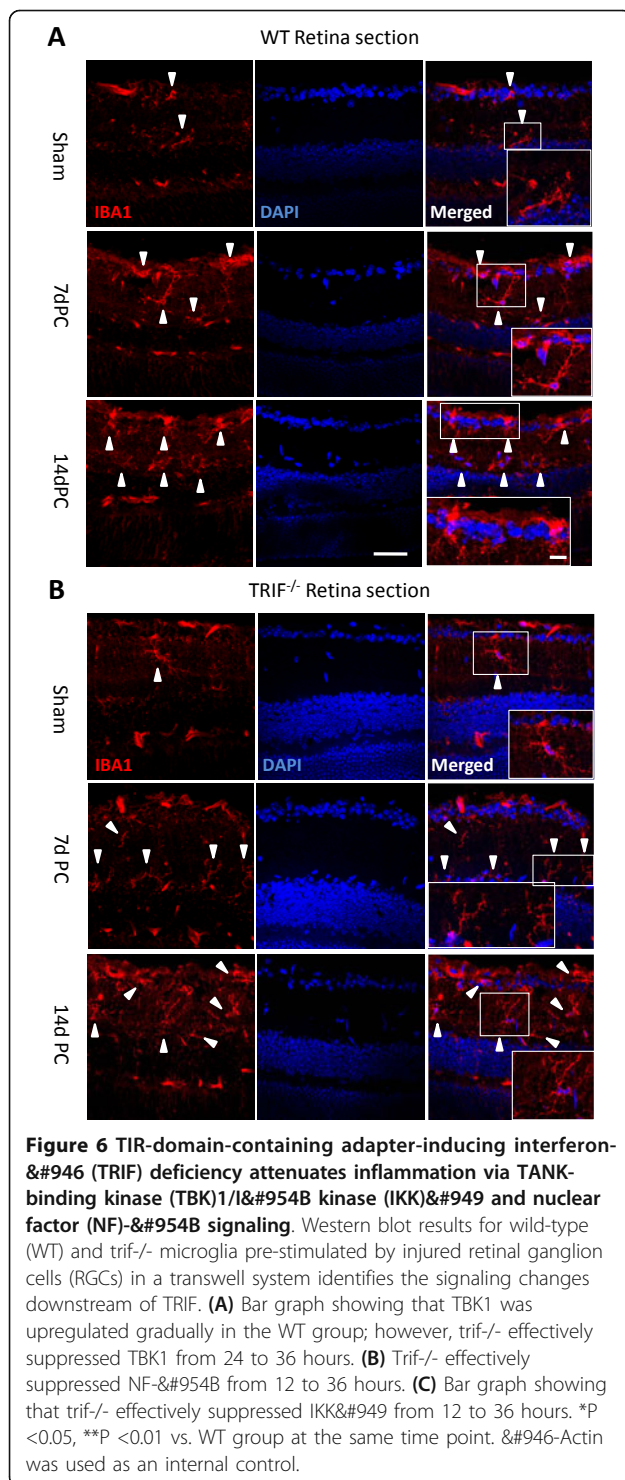 A
WT Retina section
Sham
IBA1
DAPI
Merged
7dPC
14dPC
B
TRIF-/- Retina section
Sham
IBA1
DAPI
Merged
7d PC
14d PC
Figure 6 TIR-domain-containing adapter-inducing interferon-
&#946 (TRIF) deficiency attenuates inflammation via TANK-
binding kinase (TBK)1/I&#954B kinase (IKK)&#949 and nuclear
factor (NF)-&#954B signaling. Western blot results for wild-type
(WT) and trif-/- microglia pre-stimulated by injured retinal ganglion
cells (RGCs) in a transwell system identifies the signaling changes
downstream of TRIF. (A) Bar graph showing that TBK1 was
upregulated gradually in the WT group; however, trif-/- effectively
suppressed TBK1 from 24 to 36 hours. (B) Trif-/- effectively
suppressed NF-&#954B from 12 to 36 hours. (C) Bar graph showing
that trif-/- effectively suppressed IKK&#949 from 12 to 36 hours. *P
<0.05, **P <0.01 vs. WT group at the same time point. &#946-Actin
was used as an internal control.